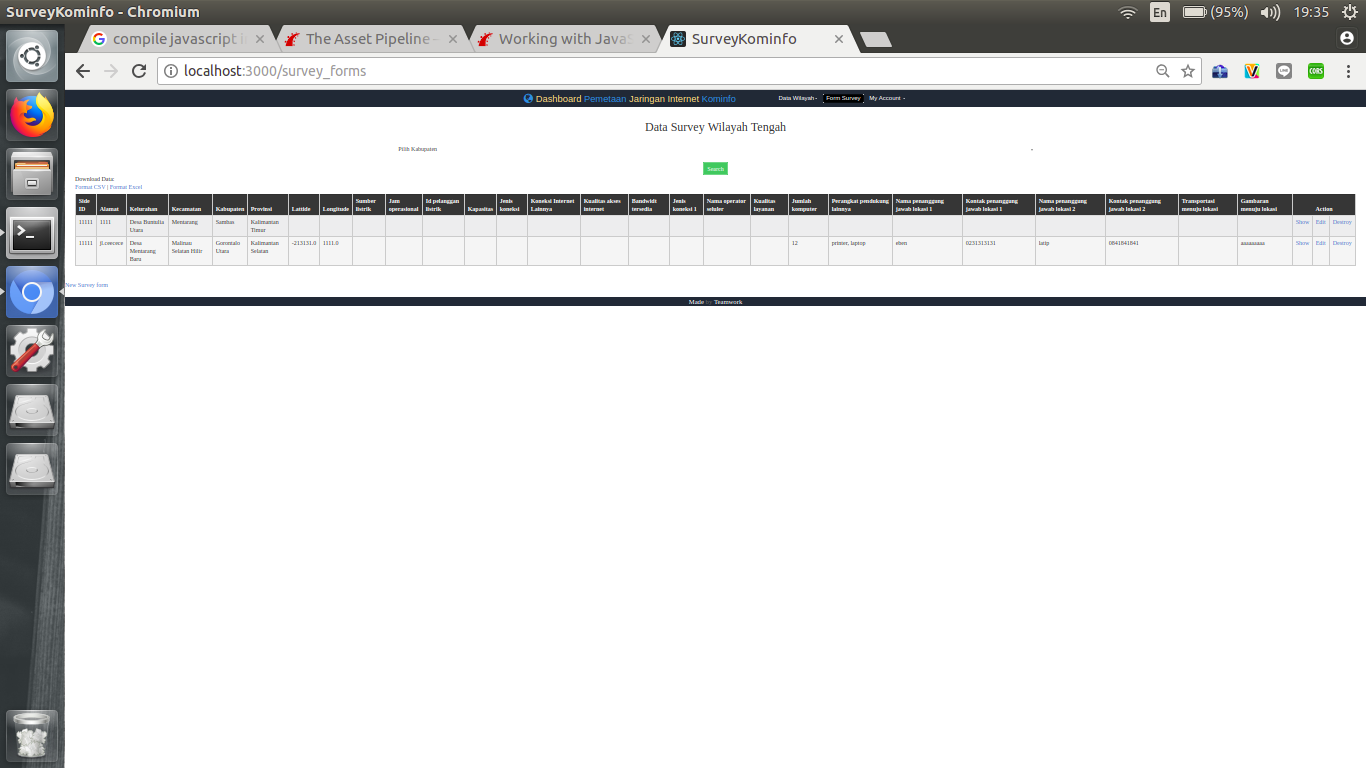 SurveyKominfo - Chromium
En
(95%)
19:35
compile javascript i
The Asset Pipeline —
Working with JavaS
SurveyKominfo
localhost:3000/survey_forms
LINE
CORS
Dashboard Pemetaan Jaringan Internet Kominfo
Data Wilayah
Form Survey
My Account
Data Survey Wilayah Tengah
Pilih Kabupaten
Search
Download Data:
Format CSV | Format Excel
Side ID
Alamat
Kelurahan
Kecamatan
Kabupaten
Provinsi
Lattide
Longitude
Sumber listrik
Jam operasional
Id pelanggan listrik
Kapasitas
Jenis koneksi
Koneksi Internet Lainnya
Kualitas akses internet
Bandwidt tersedia
Jenis koneksi 1
Nama operator seluler
Kualitas layanan
Jumlah komputer
Perangkat pendukung lainnya
Nama penanggung jawab lokasi 1
Kontak penanggung jawab lokasi 1
Nama penanggung jawab lokasi 2
Kontak penanggung jawab lokasi 2
Transportasi menuju lokasi
Gambaran menuju lokasi
Action
11111
1111
Desa Bumulia Utara
Mentarang
Sambas
Kalimantan Timur
Show
Edit
Destroy
11111
jl.ceecece
Desa Mentarang Baru
Malinau Selatan Hilir
Gorontalo Utara
Kalimantan Selatan
-213131.0
1111.0
12
printer, laptop
eben
0231313131
latip
0841841841
aaaaaaaa
Show
Edit
Destroy
New Survey form
Made by Teamwork